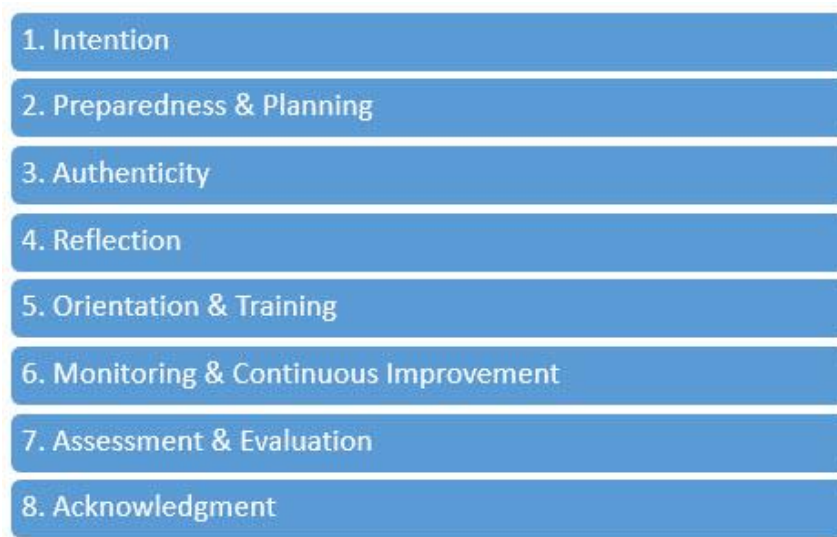 1. Intention
2. Preparedness & Planning
3. Authenticity
4. Reflection
5. Orientation & Training
6. Monitoring & Continuous Improvement
7. Assessment & Evaluation
8. Acknowledgment